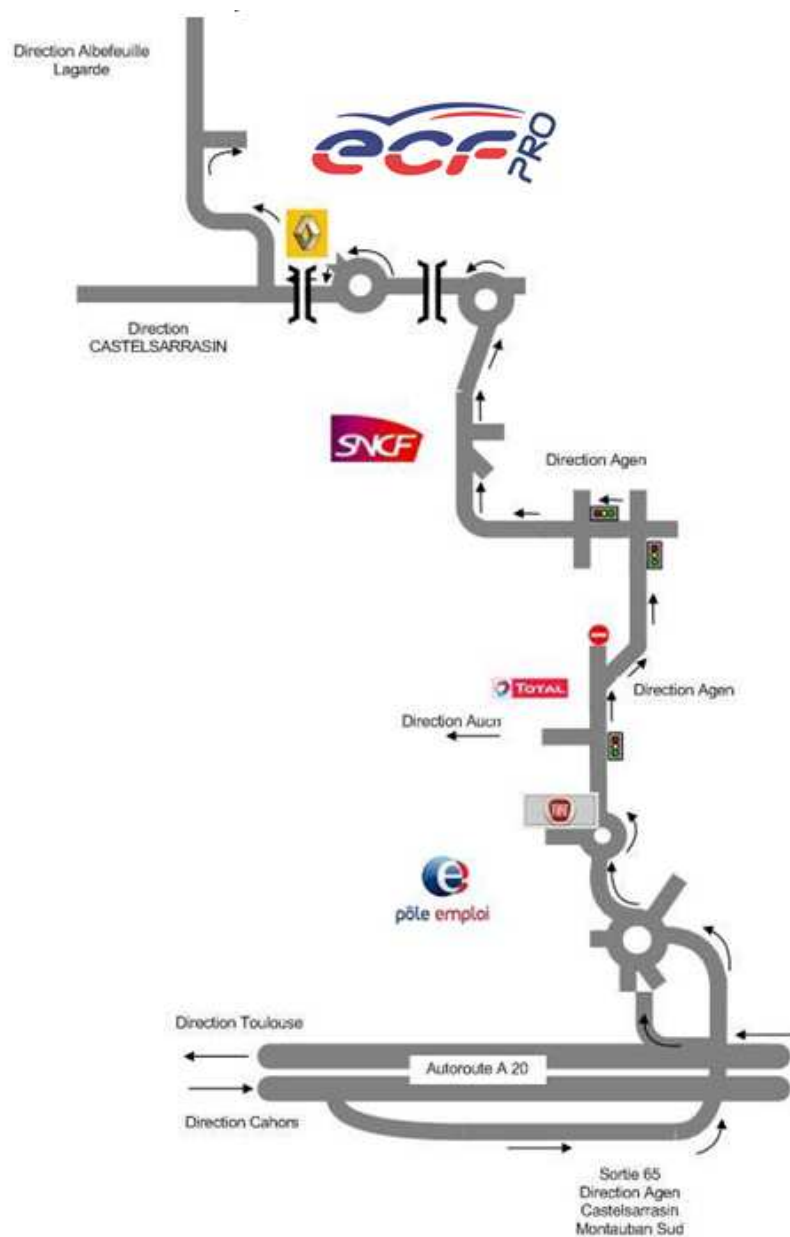 Direction Albefeuille
Lagarde
ecf PRO
Direction
CASTELSARRASIN
SNCF
Direction Agen
TOTAL
Direction Agen
Direction Auch
FIAT
pôle emploi
Direction Toulouse
Autoroute A 20
Direction Cahors
Sortie 65
Direction Agen
Castelsarrasin
Montauban Sud